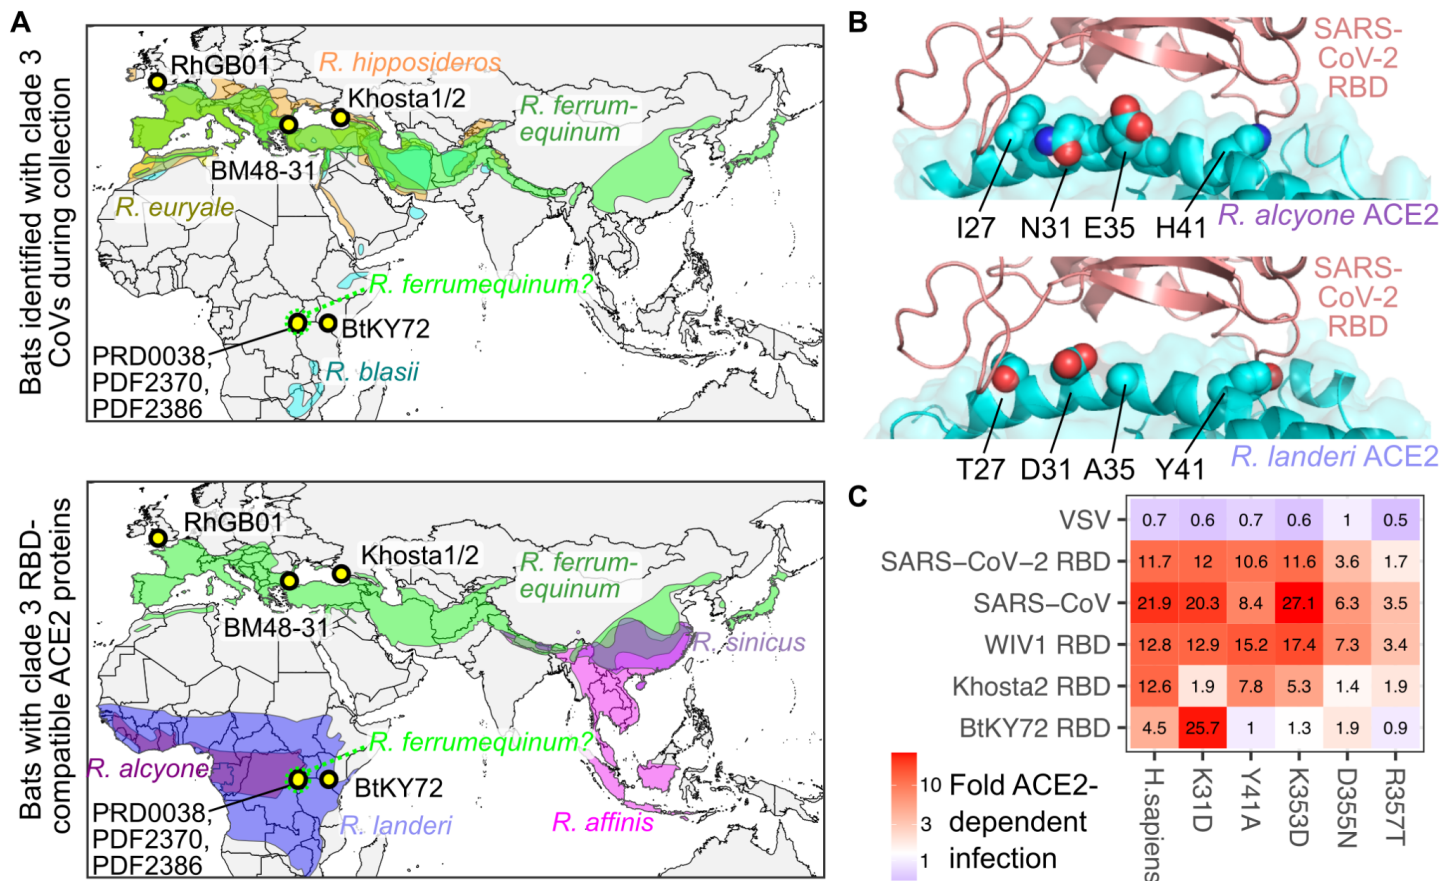 A
Bats identified with clade 3
CoVs during collection
RhGB01
R. hipposideros
Khosta1/2
R. ferrum-
equinum
BM48-31
R. euryale
R. ferrumequinum?
BtKY72
PRD0038,
PDF2370,
PDF2386
R. blasii
Bats with clade 3 RBD-
compatible ACE2 proteins
RhGB01
Khosta1/2
R. ferrum-
equinum
BM48-31
R. sinicus
R. ferrumequinum?
R. alcyone
BtKY72
PRD0038,
PDF2370,
PDF2386
R. landeri
R. affinis
B
SARS-
CoV-2
RBD
I27 N31 E35 H41
R. alcyone ACE2
SARS-
CoV-2
RBD
T27 D31 A35 Y41
R. landeri ACE2
C
VSV 0.7 0.6 0.7 0.6 1 0.5
SARS−CoV−2 RBD 11.7 12 10.6 11.6 3.6 1.7
SARS−CoV 21.9 20.3 8.4 27.1 6.3 3.5
WIV1 RBD 12.8 12.9 15.2 17.4 7.3 3.4
Khosta2 RBD 12.6 1.9 7.8 5.3 1.4 1.9
BtKY72 RBD 4.5 25.7 1 1.3 1.9 0.9
H.sapiens K31D Y41A K353D D355N R357T
10
3
1
Fold ACE2-
dependent
infection